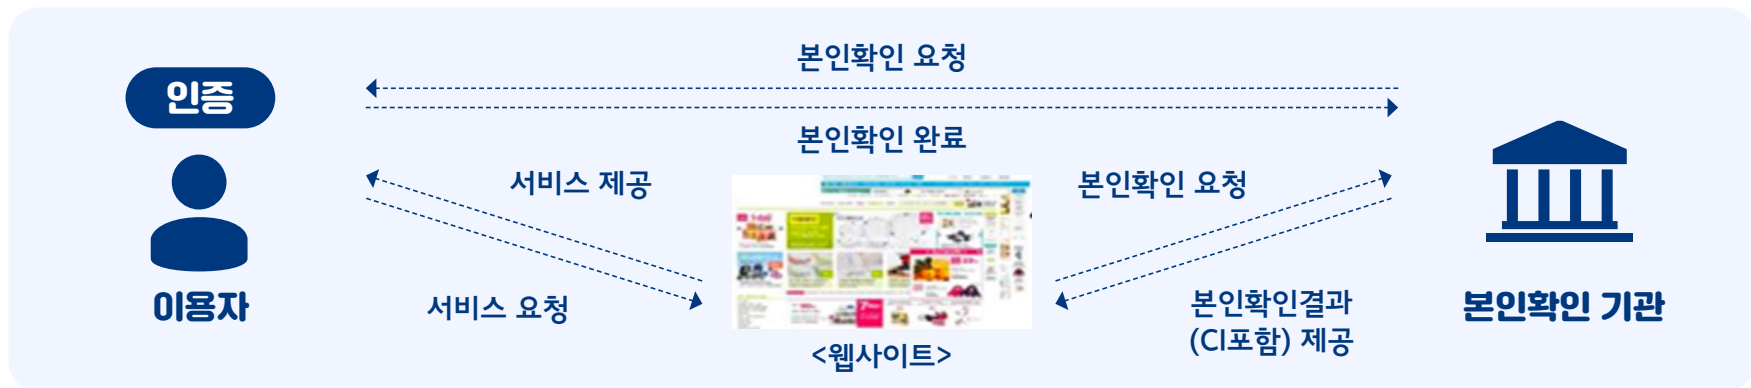 본인확인 요청
인증
본인확인 완료
서비스 제공
본인확인 요청
이용자
서비스 요청
본인확인결과
(CI포함) 제공
본인확인 기관
<웹사이트>